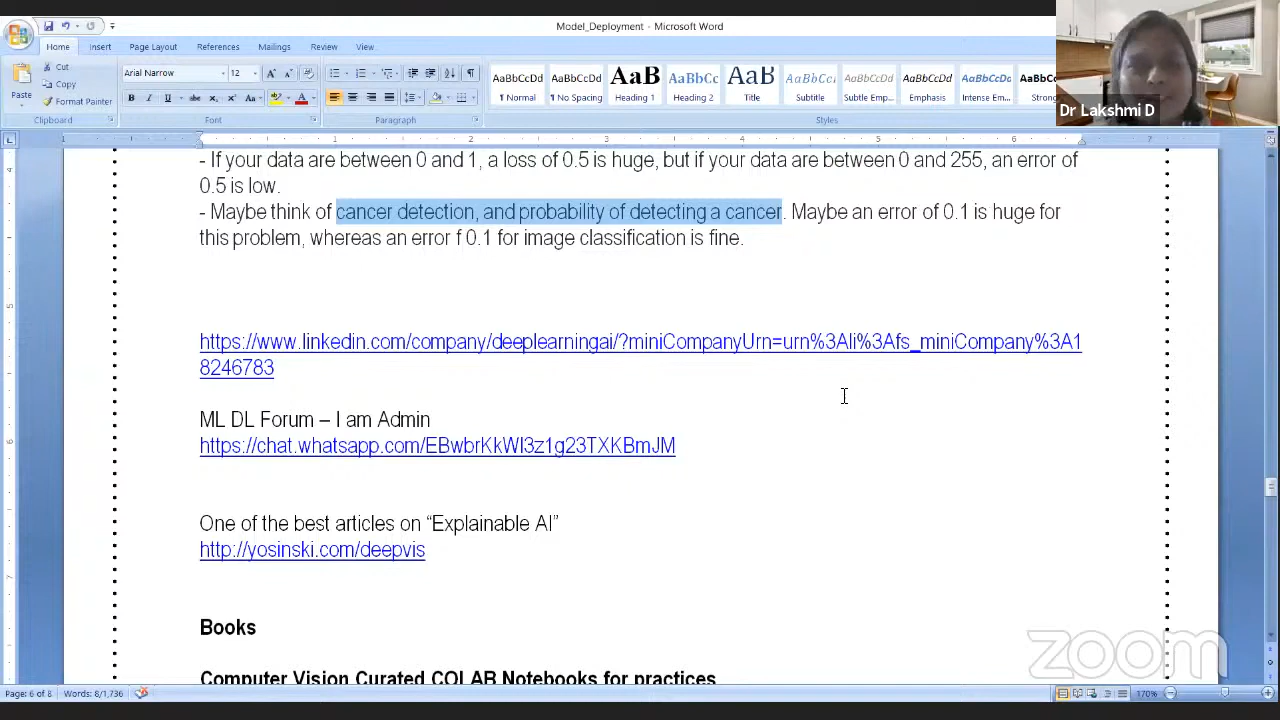 Model_Deployment - Microsoft Word
Home Insert Page Layout References Mailings Review View
Cut
Copy
Format Painter
Paste
Arial Narrow 12
AaBbCcDd AaBbCcDd AaB AaBbCc AaB AaBbCcI AaBbCcDd AaBbCcDd AaBbCcDd AaBbCcDd
¶ Normal ¶ No Spacing Heading 1 Heading 2 Title Subtitle Subtle Emp... Emphasis Intense Em... Strong
Clipboard Font Paragraph Styles
Dr Lakshmi D
- If your data are between 0 and 1, a loss of 0.5 is huge, but if your data are between 0 and 255, an error of
0.5 is low.
- Maybe think of cancer detection, and probability of detecting a cancer. Maybe an error of 0.1 is huge for
this problem, whereas an error f 0.1 for image classification is fine.
https://www.linkedin.com/company/deeplearningai/?miniCompanyUrn=urn%3Ali%3Afs_miniCompany%3A1
8246783
ML DL Forum – I am Admin
https://chat.whatsapp.com/EBwbrKkWI3z1g23TXKBmJM
One of the best articles on “Explainable AI”
http://yosinski.com/deepvis
Books
Computer Vision Curated COLAB Notebooks for practices
zoom
Page: 6 of 8 Words: 8/1,736 170%